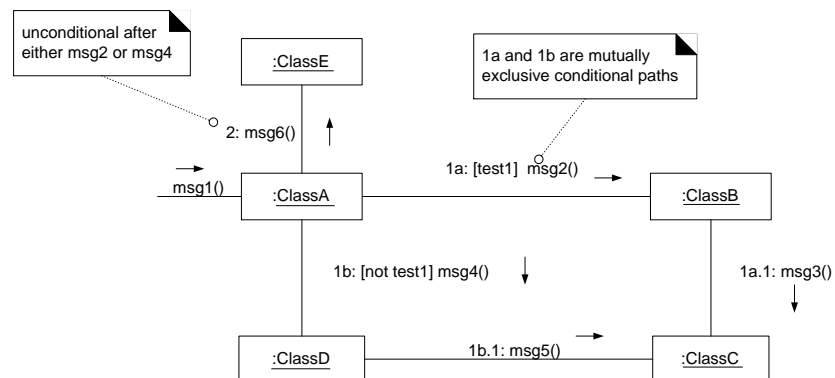 unconditional after
either msg2 or msg4
:ClassE
1a and 1b are mutually
exclusive conditional paths
2: msg6()
1a: [test1] msg2()
msg1()
:ClassA
:ClassB
1b: [not test1] msg4()
1a.1: msg3()
:ClassD
1b.1: msg5()
:ClassC